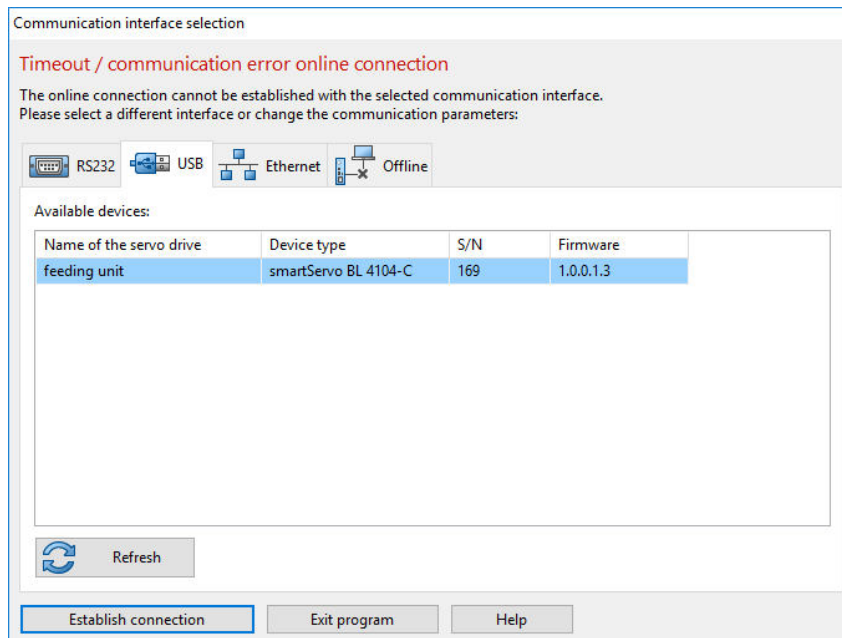 Communication interface selection
Timeout / communication error online connection
The online connection cannot be established with the selected communication interface.
Please select a different interface or change the communication parameters:
RS232 USB Ethernet Offline
Available devices:
Name of the servo drive Device type S/N Firmware
feeding unit smartServo BL 4104-C 169 1.0.0.1.3
Refresh
Establish connection Exit program Help